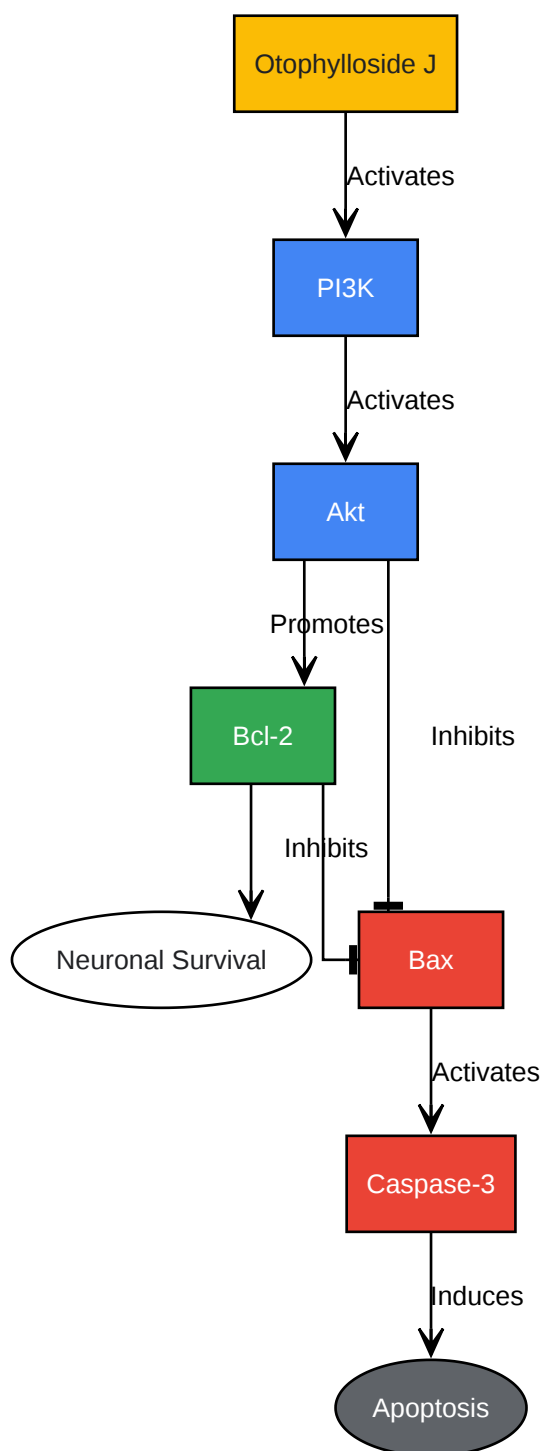 Otophylloside J
Activates
PI3K
Activates
Akt
Promotes
Bcl-2
Inhibits
Inhibits
Neuronal Survival
Bax
Activates
Caspase-3
Induces
Apoptosis